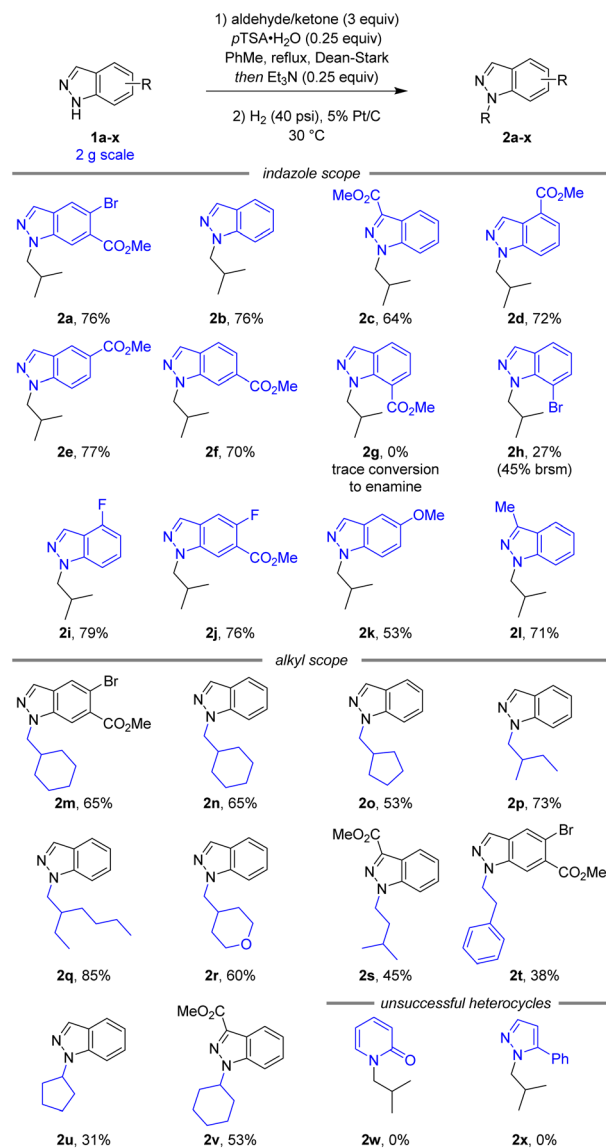 1) aldehyde/ketone (3 equiv)
pTSA•H2O (0.25 equiv)
PhMe, reflux, Dean-Stark
then Et3N (0.25 equiv)
2) H2 (40 psi), 5% Pt/C
30 °C
N
N
H
R
1a-x
2 g scale
N
N
R
R
2a-x
indazole scope
Br
N
N
CO2Me
2a, 76%
N
N
2b, 76%
MeO2C
N
N
2c, 64%
CO2Me
N
N
2d, 72%
CO2Me
N
N
2e, 77%
N
N
CO2Me
2f, 70%
N
N
CO2Me
2g, 0%
trace conversion
to enamine
N
N
Br
2h, 27%
(45% brsm)
F
N
N
2i, 79%
F
N
N
CO2Me
2j, 76%
OMe
N
N
2k, 53%
Me
N
N
2l, 71%
alkyl scope
Br
N
N
CO2Me
2m, 65%
N
N
2n, 65%
N
N
2o, 53%
N
N
2p, 73%
N
N
2q, 85%
N
N
O
2r, 60%
MeO2C
N
N
2s, 45%
Br
N
N
CO2Me
2t, 38%
unsuccessful heterocycles
N
N
2u, 31%
MeO2C
N
N
2v, 53%
N
O
2w, 0%
N
N
Ph
2x, 0%